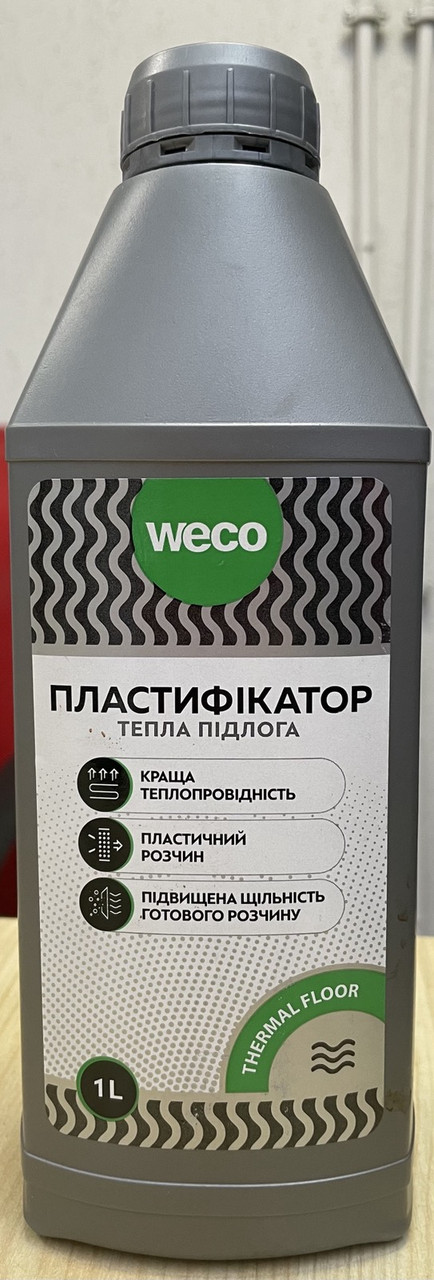 weco
ПЛАСТИФІКАТОР
ТЕПЛА ПІДЛОГА
КРАЩА
ТЕПЛОПРОВІДНІСТЬ
ПЛАСТИЧНИЙ
РОЗЧИН
ПІДВИЩЕНА ЩІЛЬНІСТЬ
ГОТОВОГО РОЗЧИНУ
THERMAL FLOOR
1L